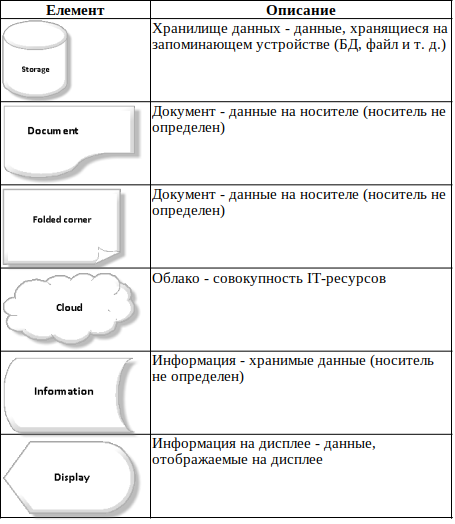 Елемент Описание
Хранилище данных - данные, хранящиеся на
запоминающем устройстве (БД, файл и т. д.)
Storage
Документ - данные на носителе (носитель не
определен)
Document
Документ - данные на носителе (носитель не
определен)
Folded corner
Облако - совокупность IT-ресурсов
Cloud
Информация - хранимые данные (носитель
не определен)
Information
Информация на дисплее - данные,
отображаемые на дисплее
Display